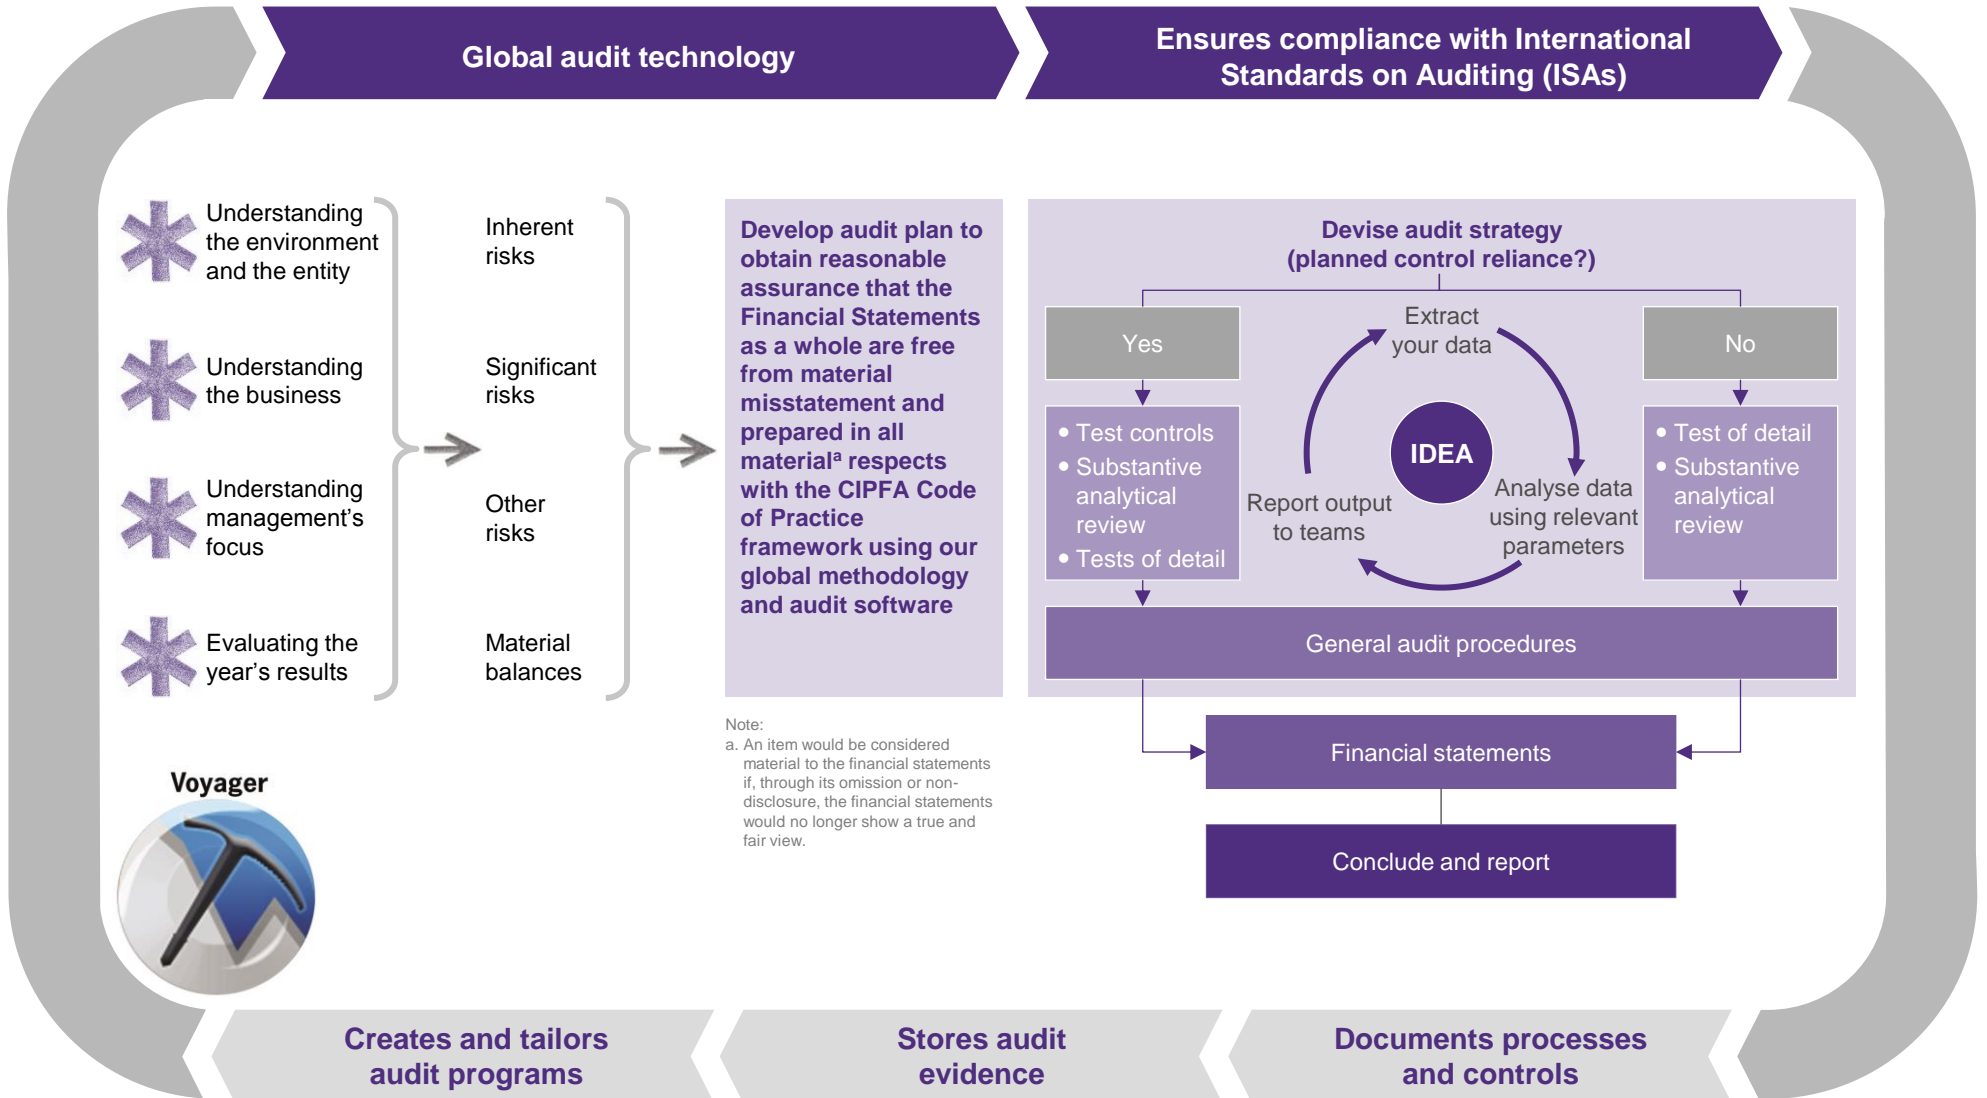 Global audit technology
Ensures compliance with International
Standards on Auditing (ISAs)
Understanding
the environment
and the entity
Understanding
the business
Understanding
management’s
focus
Evaluating the
year’s results
Inherent
risks
Significant
risks
Other
risks
Material
balances
Develop audit plan to
obtain reasonable
assurance that the
Financial Statements
as a whole are free
from material
misstatement and
prepared in all
materialᵃ respects
with the CIPFA Code
of Practice
framework using our
global methodology
and audit software
Note:
a. An item would be considered
material to the financial statements
if, through its omission or non-
disclosure, the financial statements
would no longer show a true and
fair view.
Devise audit strategy
(planned control reliance?)
Yes
• Test controls
• Substantive
analytical
review
• Tests of detail
Extract
your data
IDEA
Analyse data
using relevant
parameters
Report output
to teams
No
• Test of detail
• Substantive
analytical
review
General audit procedures
Financial statements
Conclude and report
Voyager
Creates and tailors
audit programs
Stores audit
evidence
Documents processes
and controls